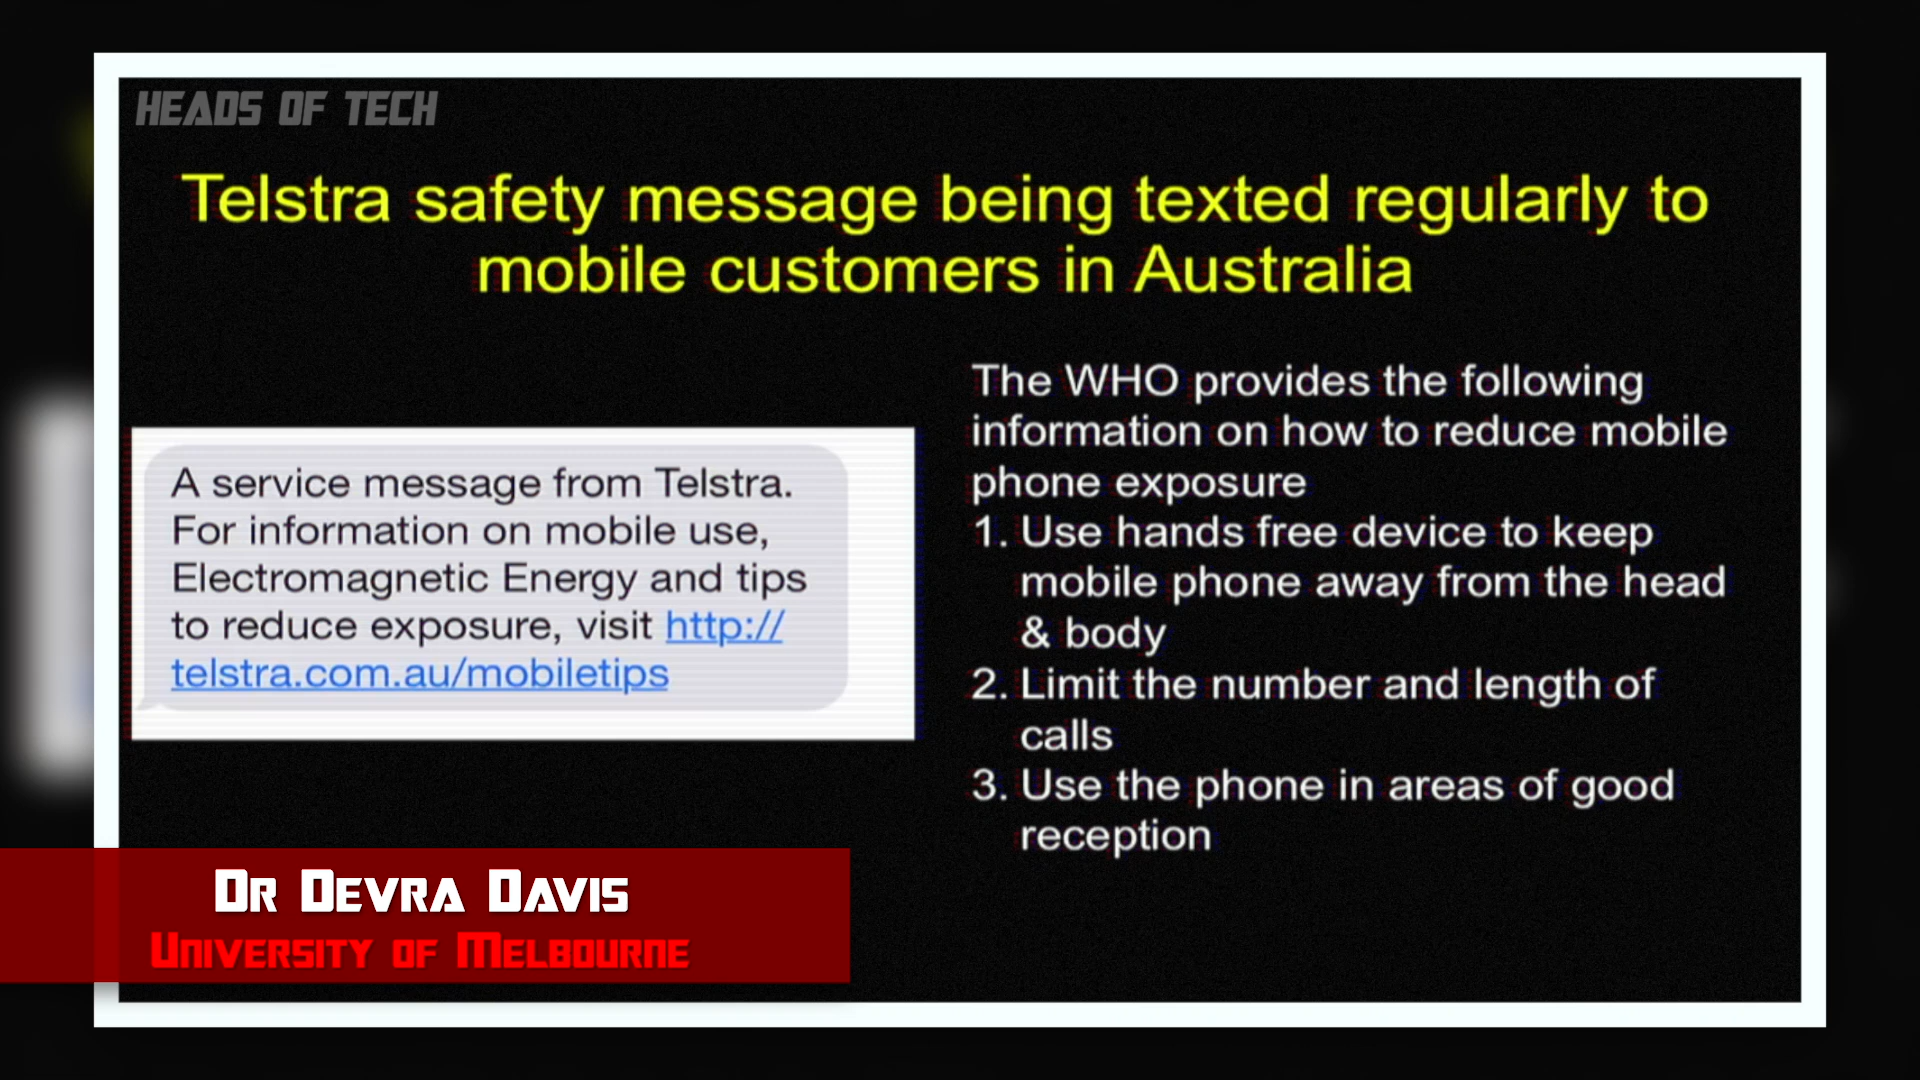 HEADS OF TECH
Telstra safety message being texted regularly to
mobile customers in Australia
A service message from Telstra.
For information on mobile use,
Electromagnetic Energy and tips
to reduce exposure, visit http://
telstra.com.au/mobiletips
The WHO provides the following
information on how to reduce mobile
phone exposure
1. Use hands free device to keep
mobile phone away from the head
& body
2. Limit the number and length of
calls
3. Use the phone in areas of good
reception
DR DEVRA DAVIS
UNIVERSITY OF MELBOURNE